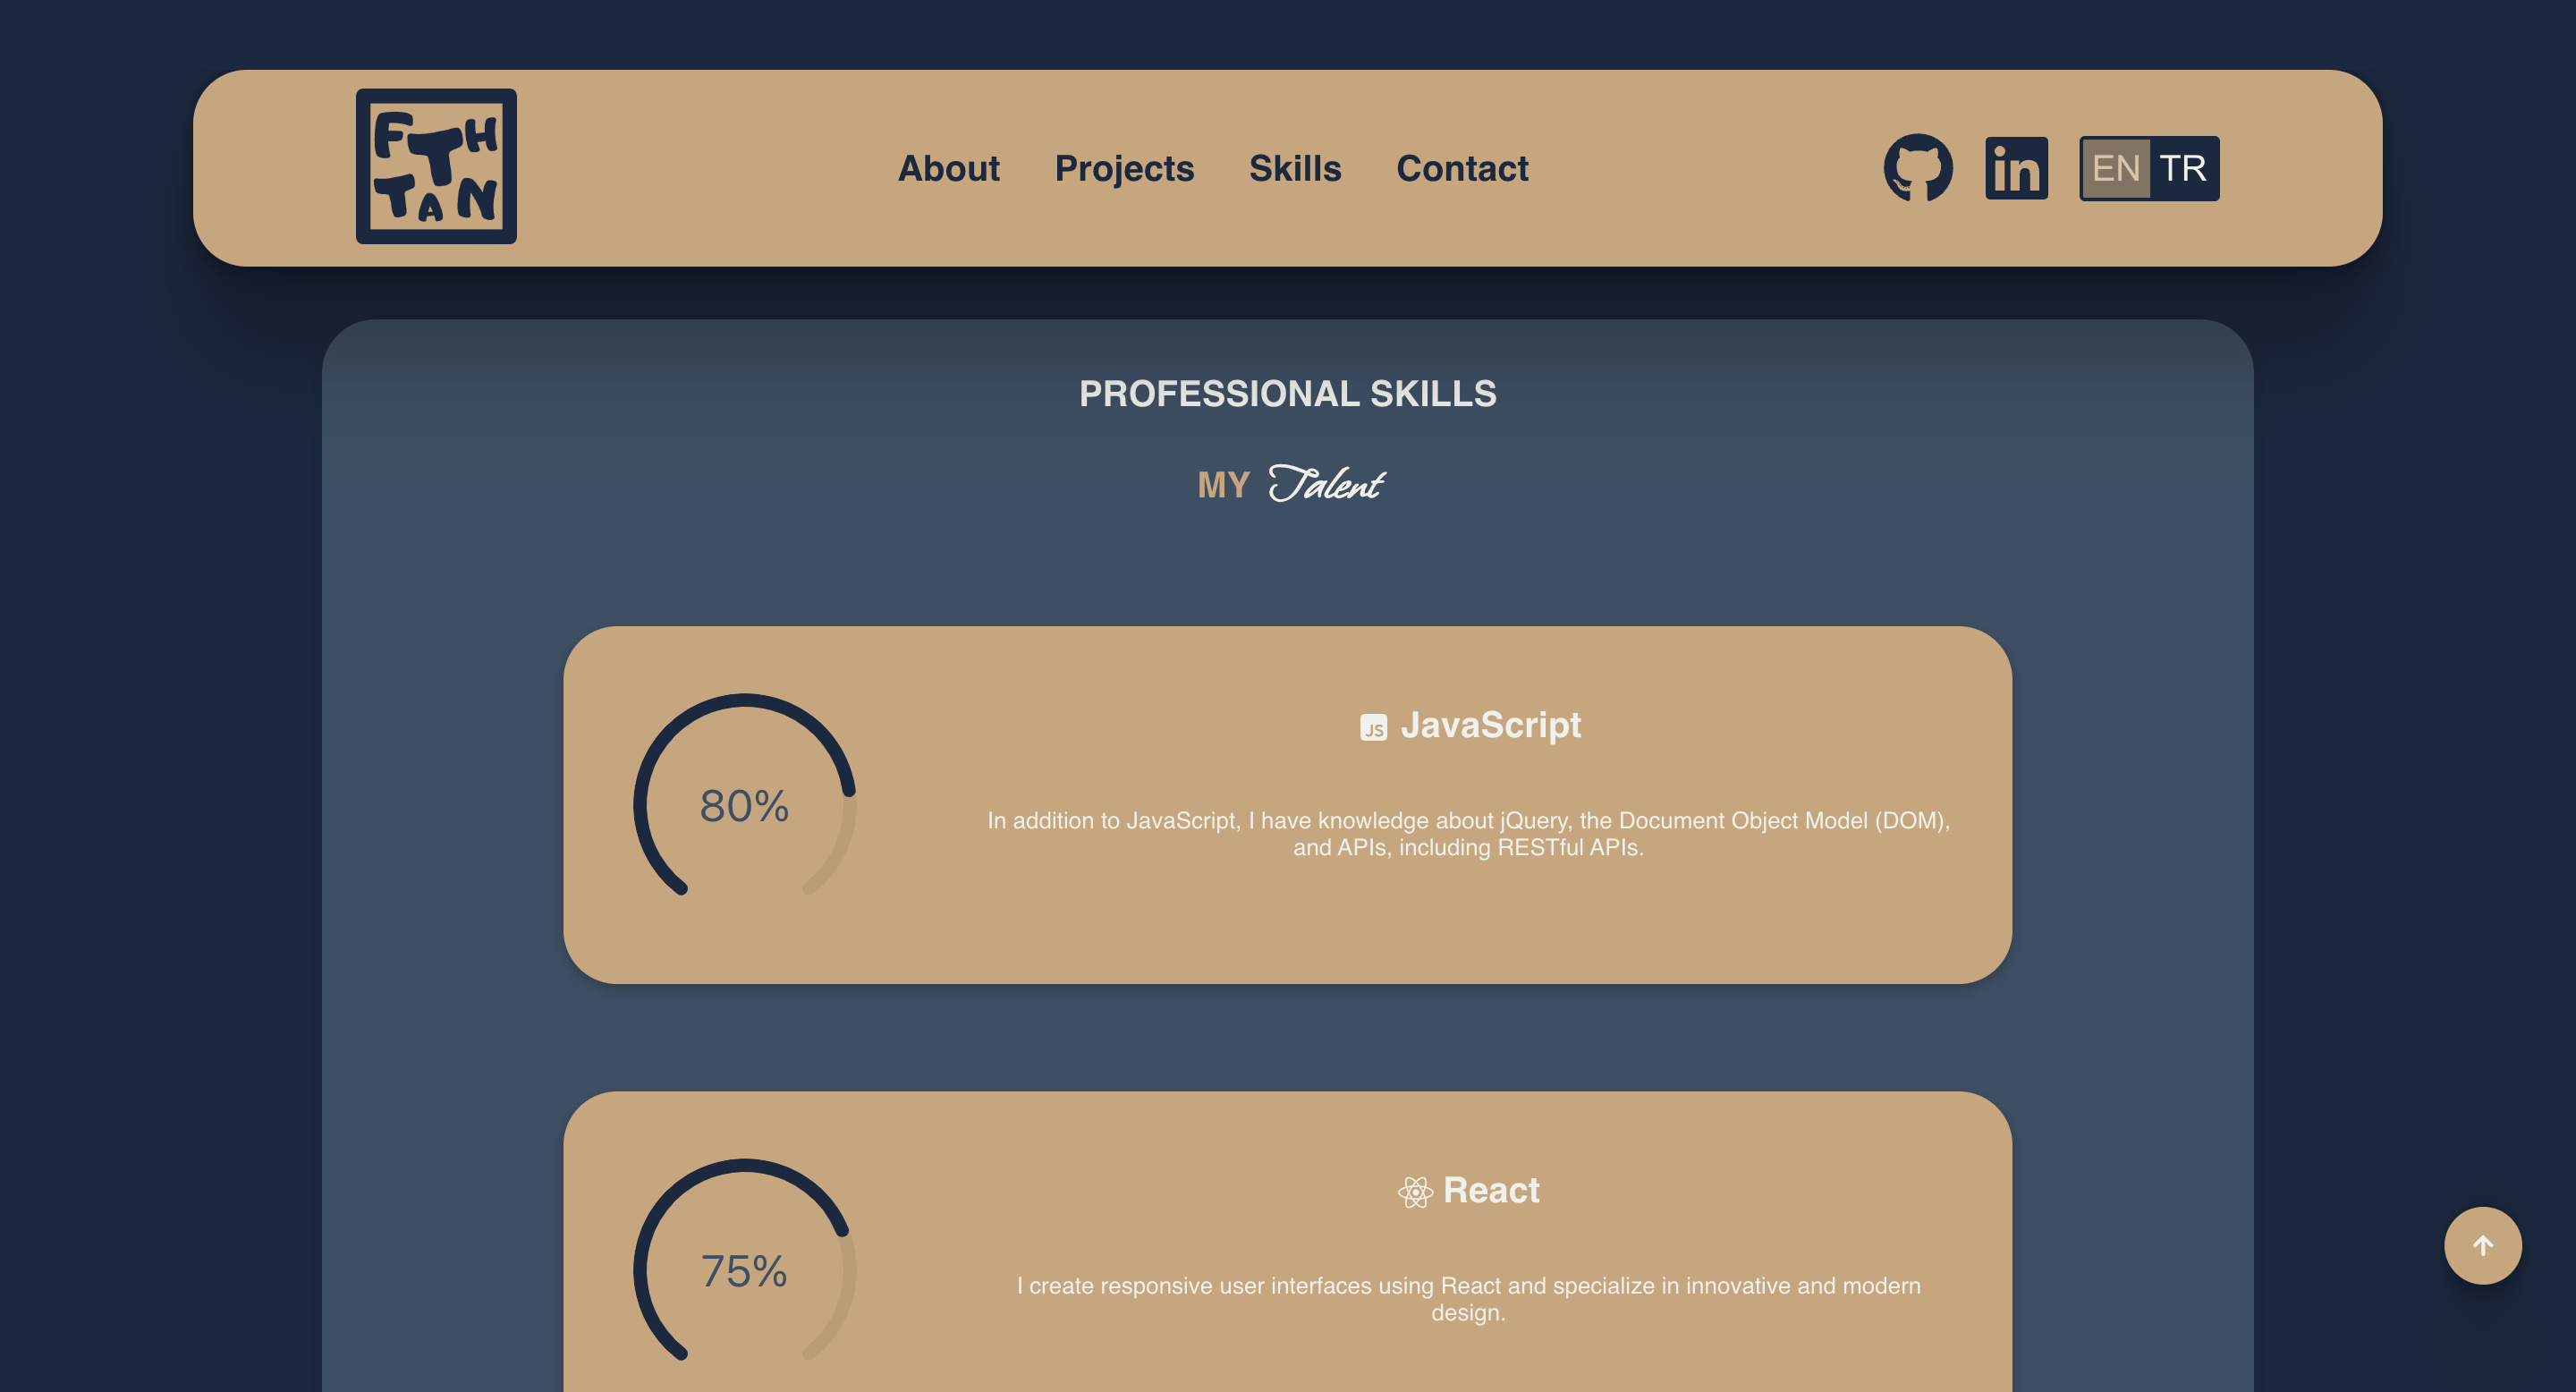 FTH
TAN
About Projects Skills Contact
in EN TR
PROFESSIONAL SKILLS
MY Talent
80%
JS JavaScript
In addition to JavaScript, I have knowledge about jQuery, the Document Object Model (DOM),
and APIs, including RESTful APIs.
75%
React
I create responsive user interfaces using React and specialize in innovative and modern
design.